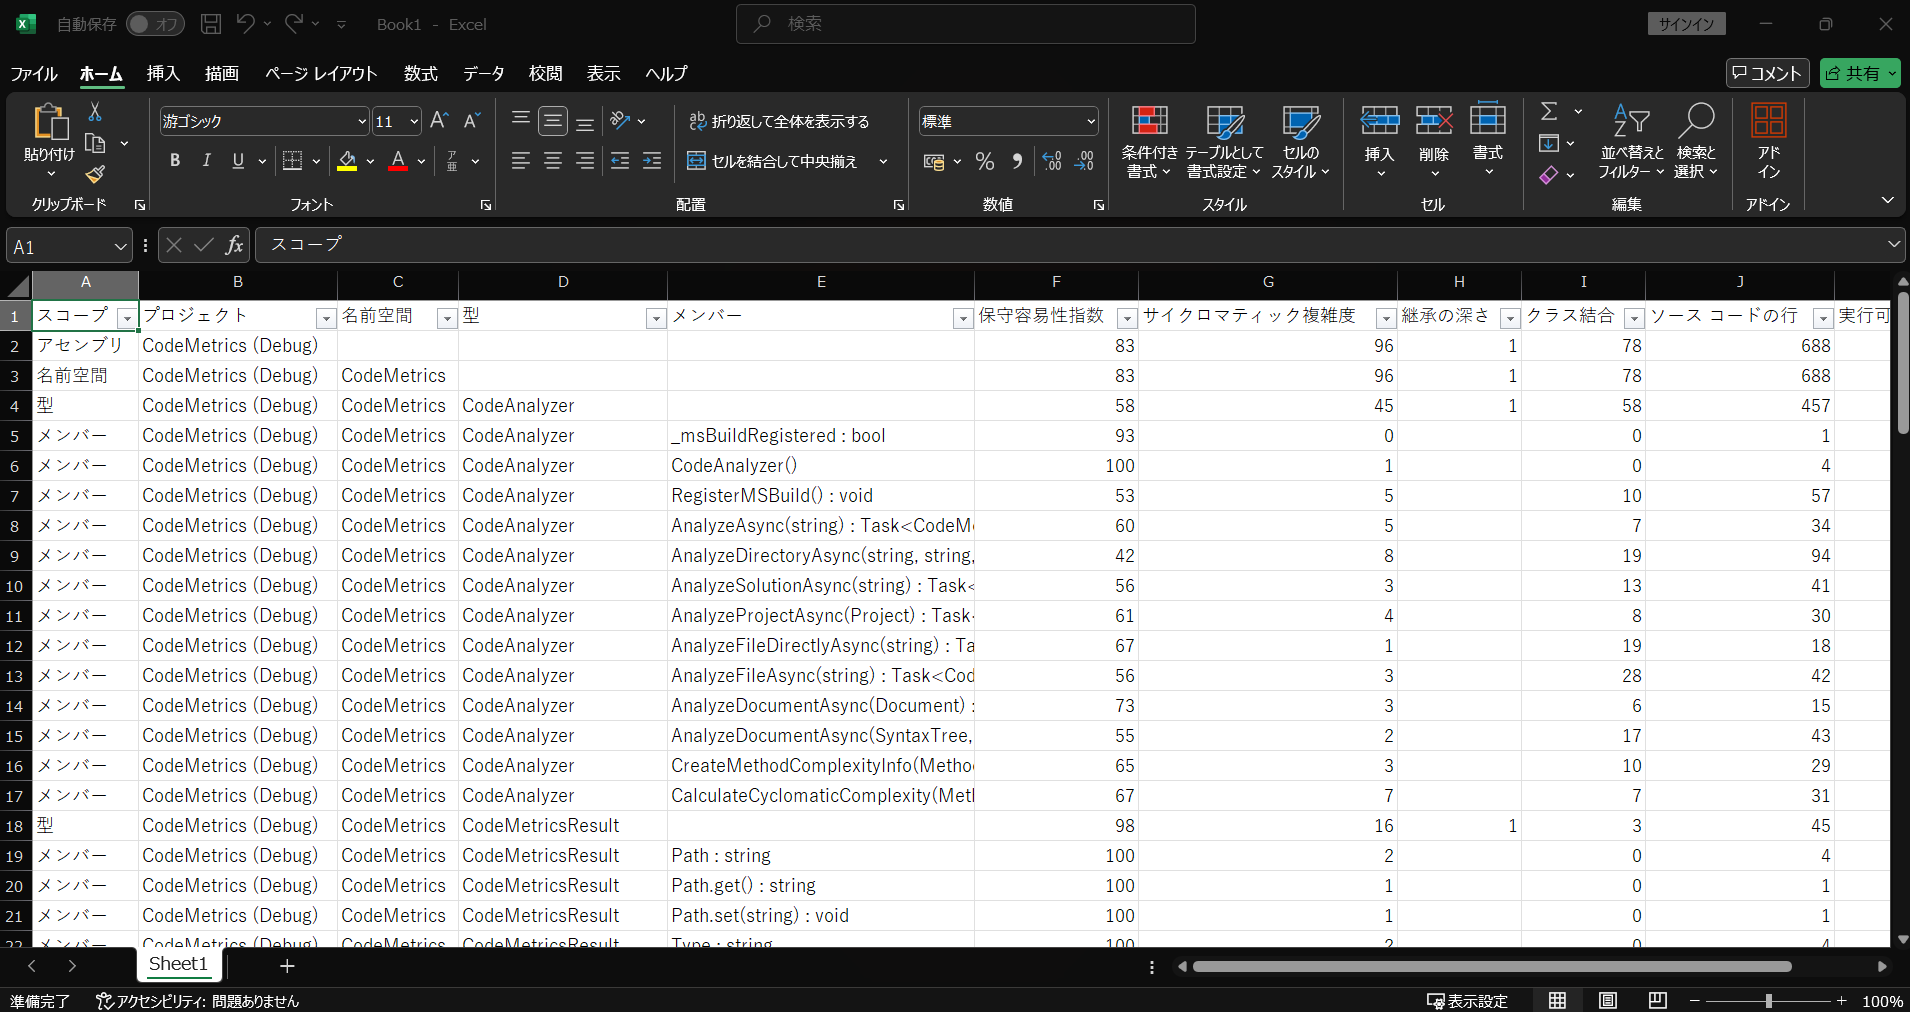 自動保存 オフ Book1 - Excel 検索 サインイン
ファイル ホーム 挿入 描画 ページ レイアウト 数式 データ 校閲 表示 ヘルプ コメント 共有
貼り付け 游ゴシック 11 折り返して全体を表示する 標準 条件付き書式 テーブルとして書式設定 セルのスタイル 挿入 削除 書式 並べ替えとフィルター 検索と選択 アドイン
B I U A セルを結合して中央揃え % 
クリップボード フォント 配置 数値 スタイル セル 編集 アドイン
A1 fx スコープ
A B C D E F G H I J
1 スコープ プロジェクト 名前空間 型 メンバー 保守容易性指数 サイクロマティック複雑度 継承の深さ クラス結合 ソース コードの行 実行可
2 アセンブリ CodeMetrics (Debug) 83 96 1 78 688
3 名前空間 CodeMetrics (Debug) CodeMetrics 83 96 1 78 688
4 型 CodeMetrics (Debug) CodeMetrics CodeAnalyzer 58 45 1 58 457
5 メンバー CodeMetrics (Debug) CodeMetrics CodeAnalyzer _msBuildRegistered : bool 93 0 0 1
6 メンバー CodeMetrics (Debug) CodeMetrics CodeAnalyzer CodeAnalyzer() 100 1 0 4
7 メンバー CodeMetrics (Debug) CodeMetrics CodeAnalyzer RegisterMSBuild() : void 53 5 10 57
8 メンバー CodeMetrics (Debug) CodeMetrics CodeAnalyzer AnalyzeAsync(string) : Task<CodeM 60 5 7 34
9 メンバー CodeMetrics (Debug) CodeMetrics CodeAnalyzer AnalyzeDirectoryAsync(string, string, 42 8 19 94
10 メンバー CodeMetrics (Debug) CodeMetrics CodeAnalyzer AnalyzeSolutionAsync(string) : Task< 56 3 13 41
11 メンバー CodeMetrics (Debug) CodeMetrics CodeAnalyzer AnalyzeProjectAsync(Project) : Task< 61 4 8 30
12 メンバー CodeMetrics (Debug) CodeMetrics CodeAnalyzer AnalyzeFileDirectlyAsync(string) : Ta 67 1 19 18
13 メンバー CodeMetrics (Debug) CodeMetrics CodeAnalyzer AnalyzeFileAsync(string) : Task<Cod 56 3 28 42
14 メンバー CodeMetrics (Debug) CodeMetrics CodeAnalyzer AnalyzeDocumentAsync(Document) : 73 3 6 15
15 メンバー CodeMetrics (Debug) CodeMetrics CodeAnalyzer AnalyzeDocumentAsync(SyntaxTree, 55 2 17 43
16 メンバー CodeMetrics (Debug) CodeMetrics CodeAnalyzer CreateMethodComplexityInfo(Metho 65 3 10 29
17 メンバー CodeMetrics (Debug) CodeMetrics CodeAnalyzer CalculateCyclomaticComplexity(Met 67 7 7 31
18 型 CodeMetrics (Debug) CodeMetrics CodeMetricsResult 98 16 1 3 45
19 メンバー CodeMetrics (Debug) CodeMetrics CodeMetricsResult Path : string 100 2 0 4
20 メンバー CodeMetrics (Debug) CodeMetrics CodeMetricsResult Path.get() : string 100 1 0 1
21 メンバー CodeMetrics (Debug) CodeMetrics CodeMetricsResult Path.set(string) : void 100 1 0 1
22 メンバー CodeMetrics (Debug) CodeMetrics CodeMetricsResult Type : string 100 2 0 4
Sheet1
準備完了 アクセシビリティ: 問題ありません 表示設定 100%